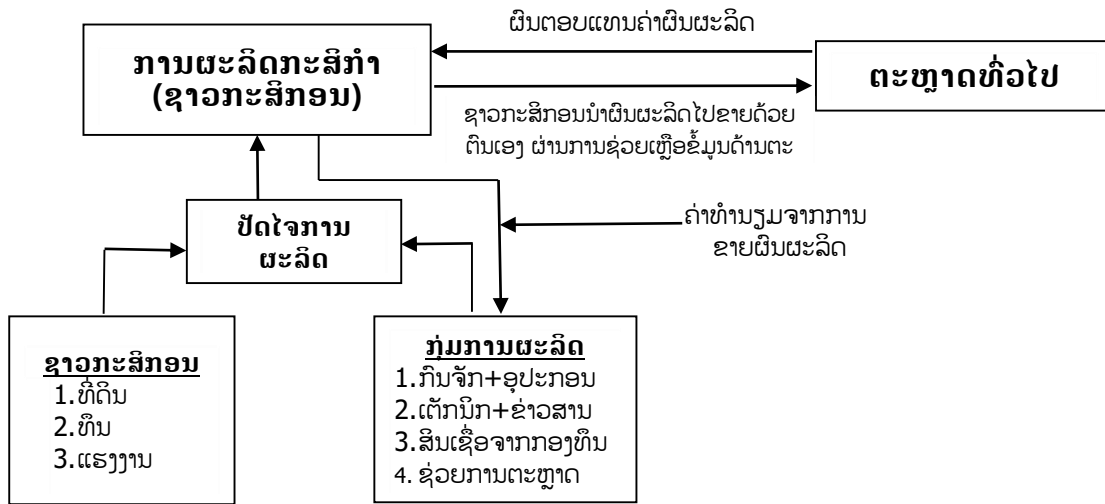 ຜົນຕອບແທນຄ່າຜົນຜະລິດ
ການຜະລິດກະສິກຳ
(ຊາວກະສິກອນ)
ຕະຫຼາດທົ່ວໄປ
ຊາວກະສິກອນນຳຜົນຜະລິດໄປຂາຍດ້ວຍ
ຕົນເອງ ຜ່ານການຊ່ວຍເຫຼືອຂໍ້ມູນດ້ານຕະ
ປັດໄຈການ
ຜະລິດ
ຄ່າທຳນຽມຈາກການ
ຂາຍຜົນຜະລິດ
ຊາວກະສິກອນ
1.ທີ່ດິນ
2.ທຶນ
3.ແຮງງານ
ກຸ່ມການຜະລິດ
1.ກົນຈັກ+ອຸປະກອນ
2.ເຕັກນິກ+ຂ່າວສານ
3.ສິນເຊື່ອຈາກກອງທຶນ
4. ຊ່ວຍການຕະຫຼາດ